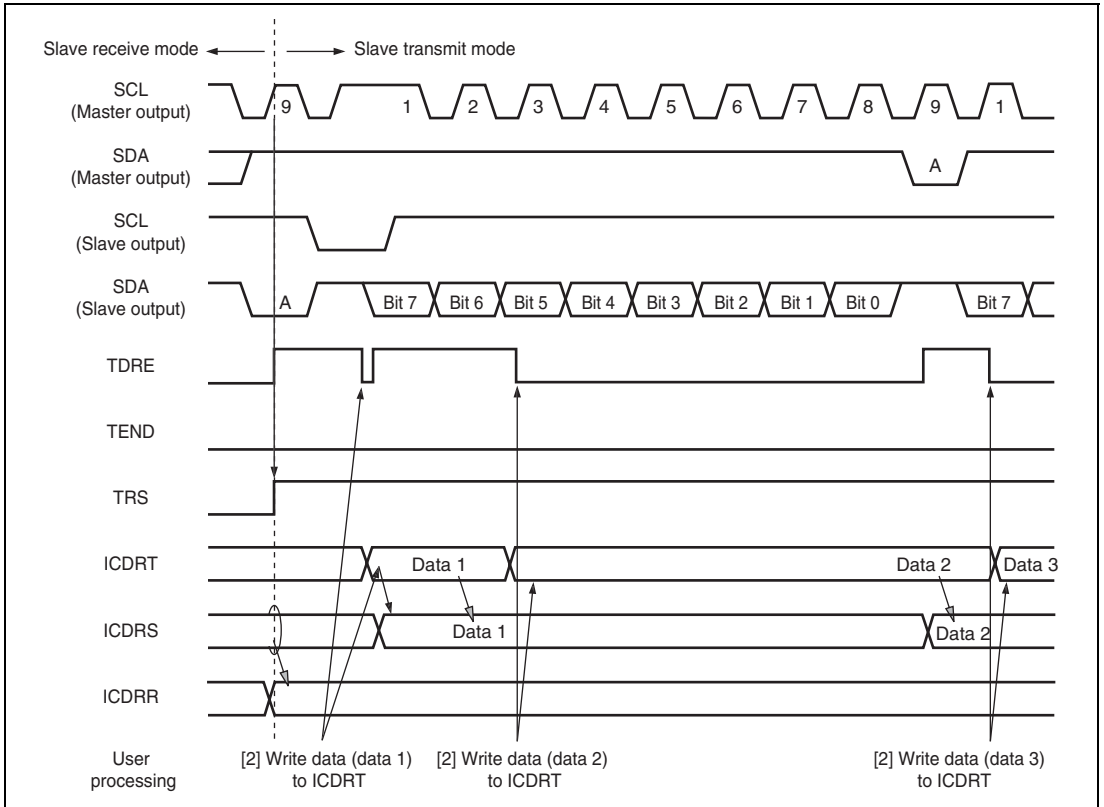 Slave receive mode
Slave transmit mode
SCL
(Master output)
9 1 2 3 4 5 6 7 8 9 1
SDA
(Master output)
A
SCL
(Slave output)
SDA
(Slave output)
A Bit 7 Bit 6 Bit 5 Bit 4 Bit 3 Bit 2 Bit 1 Bit 0 Bit 7
TDRE
TEND
TRS
ICDRT
Data 1 Data 2 Data 3
ICDRS
Data 1 Data 2
ICDRR
User
processing
[2] Write data (data 1)
to ICDRT
[2] Write data (data 2)
to ICDRT
[2] Write data (data 3)
to ICDRT